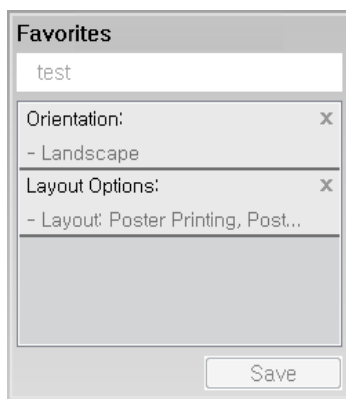 Favorites
test
Orientation: x
- Landscape
Layout Options: x
- Layout: Poster Printing, Post...
Save